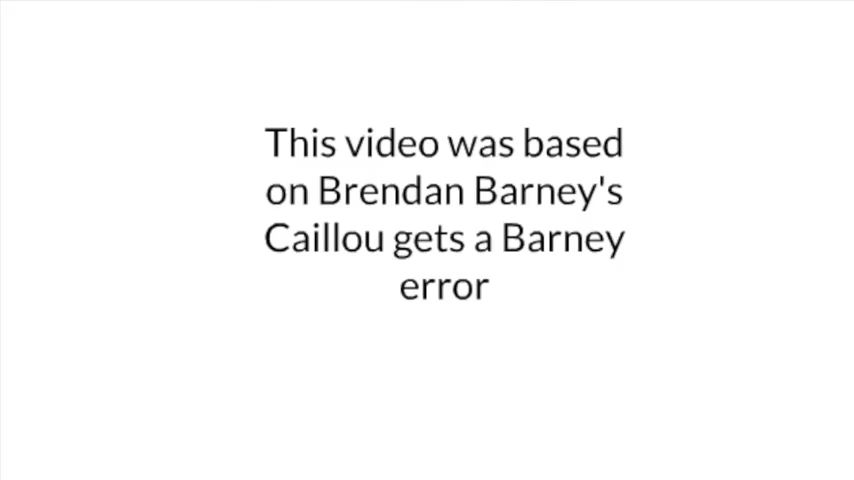 This video was based
on Brendan Barney's
Caillou gets a Barney
error